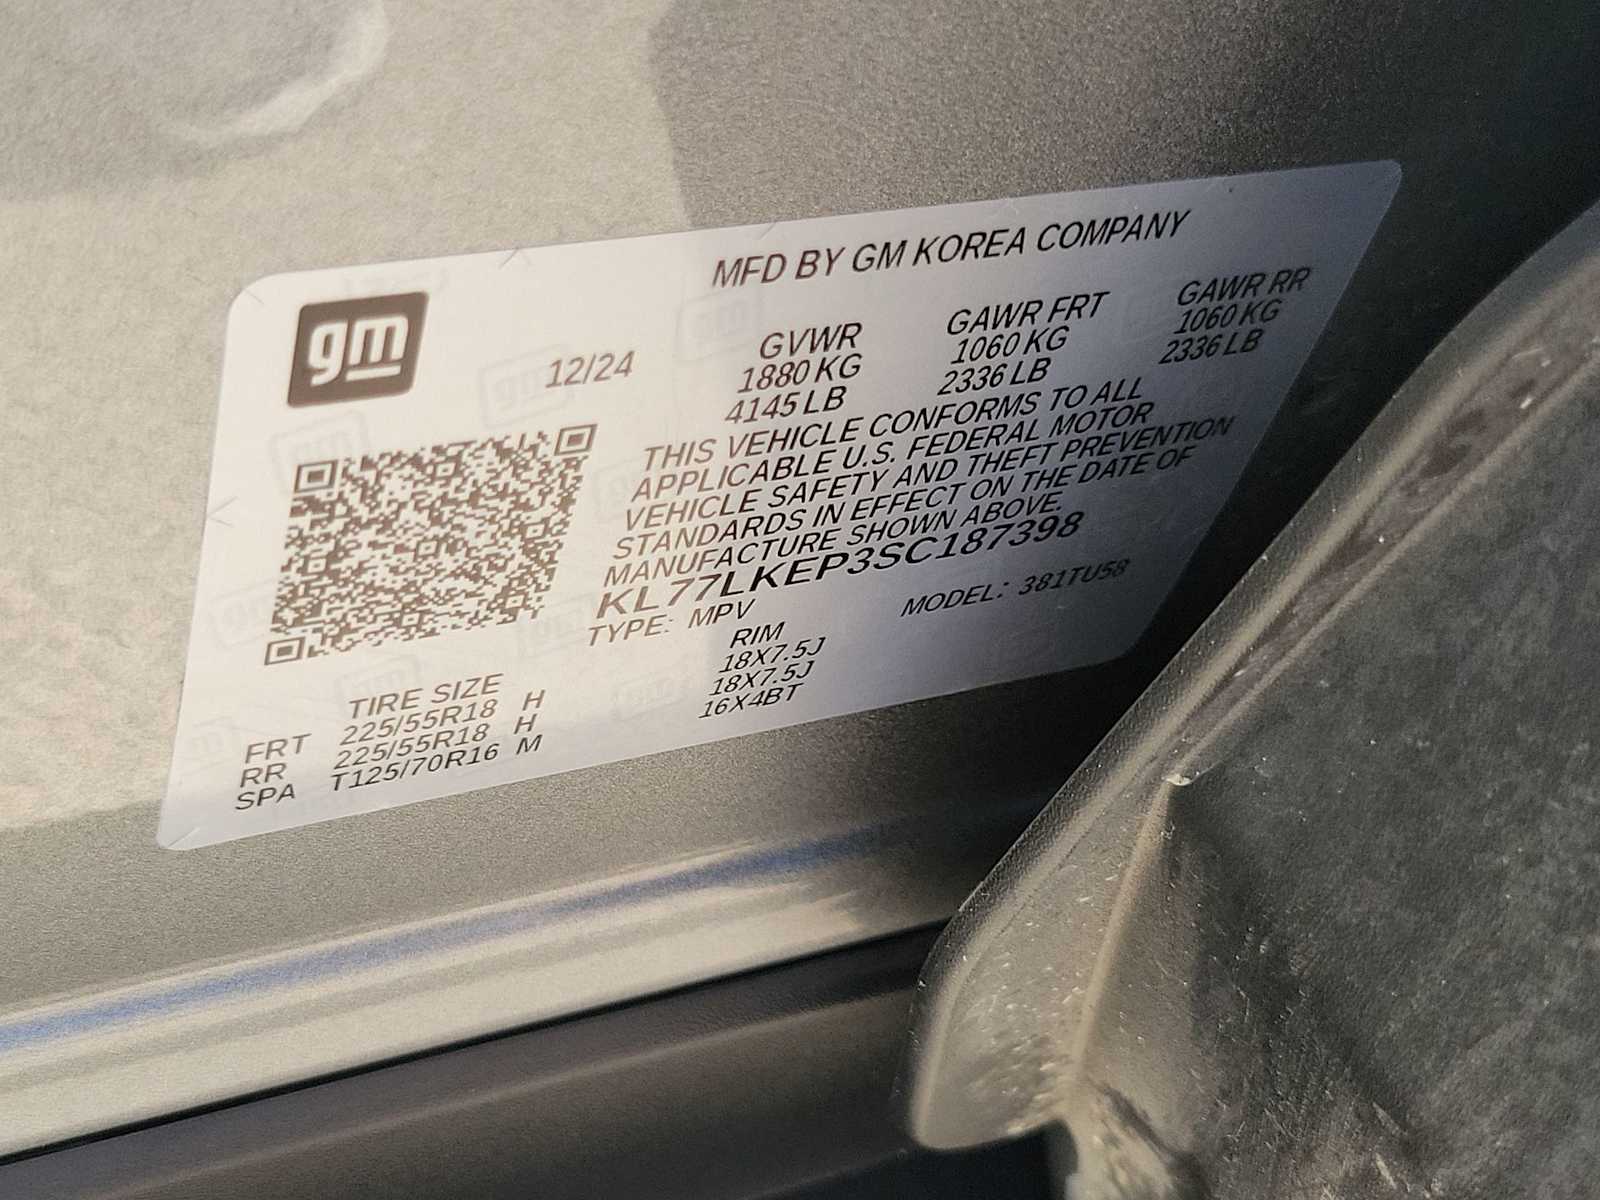 MFD BY GM KOREA COMPANY
gm
12/24
GVWR GAWR FRT GAWR RR
1880 KG 1060 KG 1060 KG
4145 LB 2336 LB 2336 LB
THIS VEHICLE CONFORMS TO ALL
APPLICABLE U.S. FEDERAL MOTOR
VEHICLE SAFETY AND THEFT PREVENTION
STANDARDS IN EFFECT ON THE DATE OF
MANUFACTURE SHOWN ABOVE.
KL77LKEP3SC187398
TYPE: MPV MODEL: 381TU58
TIRE SIZE RIM
FRT 225/55R18 H 18X7.5J
RR 225/55R18 H 18X7.5J
SPA T125/70R16 M 16X4BT